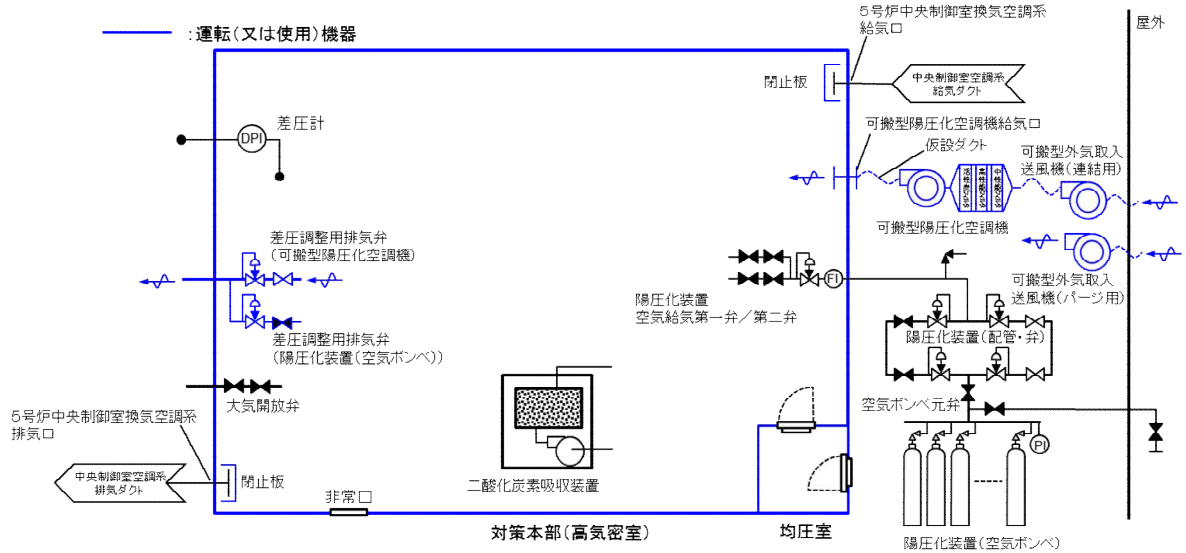 :運転(又は使用)機器
5号炉中央制御室換気空調系
給気口
屋外
閉止板
中央制御室空調系
給気ダクト
差圧計
DPI
可搬型陽圧化空調機給気口
仮設ダクト
可搬型外気取入
送風機(連結用)
可搬型陽圧化空調機
差圧調整用排気弁
(可搬型陽圧化空調機)
FI
陽圧化装置
空気給気第一弁/第二弁
可搬型外気取入
送風機(パージ用)
差圧調整用排気弁
(陽圧化装置(空気ボンベ))
陽圧化装置(配管・弁)
大気開放弁
空気ボンベ元弁
5号炉中央制御室換気空調系
排気口
PI
中央制御室空調系
排気ダクト
閉止板
二酸化炭素吸収装置
非常口
対策本部(高気密室)
均圧室
陽圧化装置(空気ボンベ)